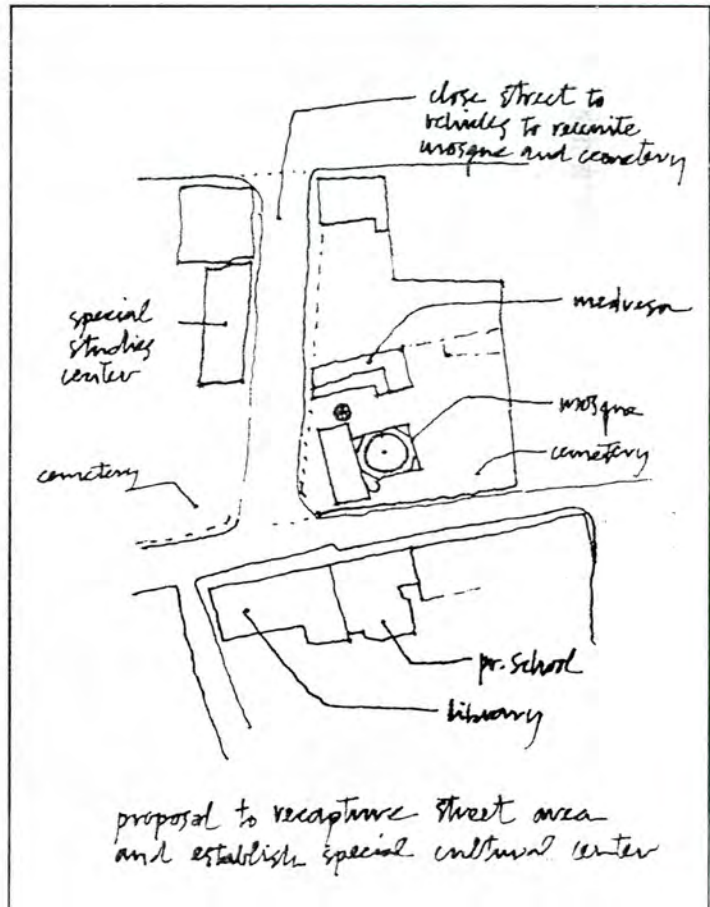 close street to
vehicles to reunite
mosque and cemetery
special
studies
center
medresa
mosque
cemetery
cemetery
pr. school
library
proposal to recapture street area
and establish special cultural center